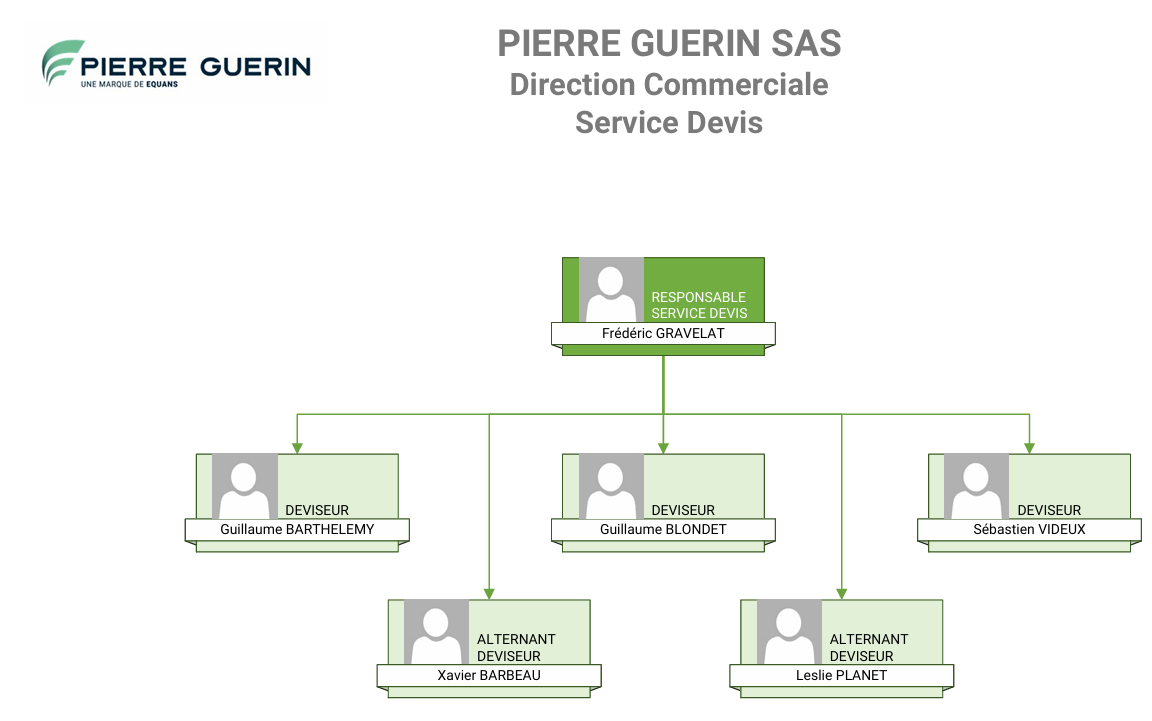 PIERRE GUERIN
UNE MARQUE DE EQUANS
PIERRE GUERIN SAS
Direction Commerciale
Service Devis
RESPONSABLE
SERVICE DEVIS
Frédéric GRAVELAT
DEVISEUR
Guillaume BARTHELEMY
DEVISEUR
Guillaume BLONDET
DEVISEUR
Sébastien VIDEUX
ALTERNANT
DEVISEUR
Xavier BARBEAU
ALTERNANT
DEVISEUR
Leslie PLANET